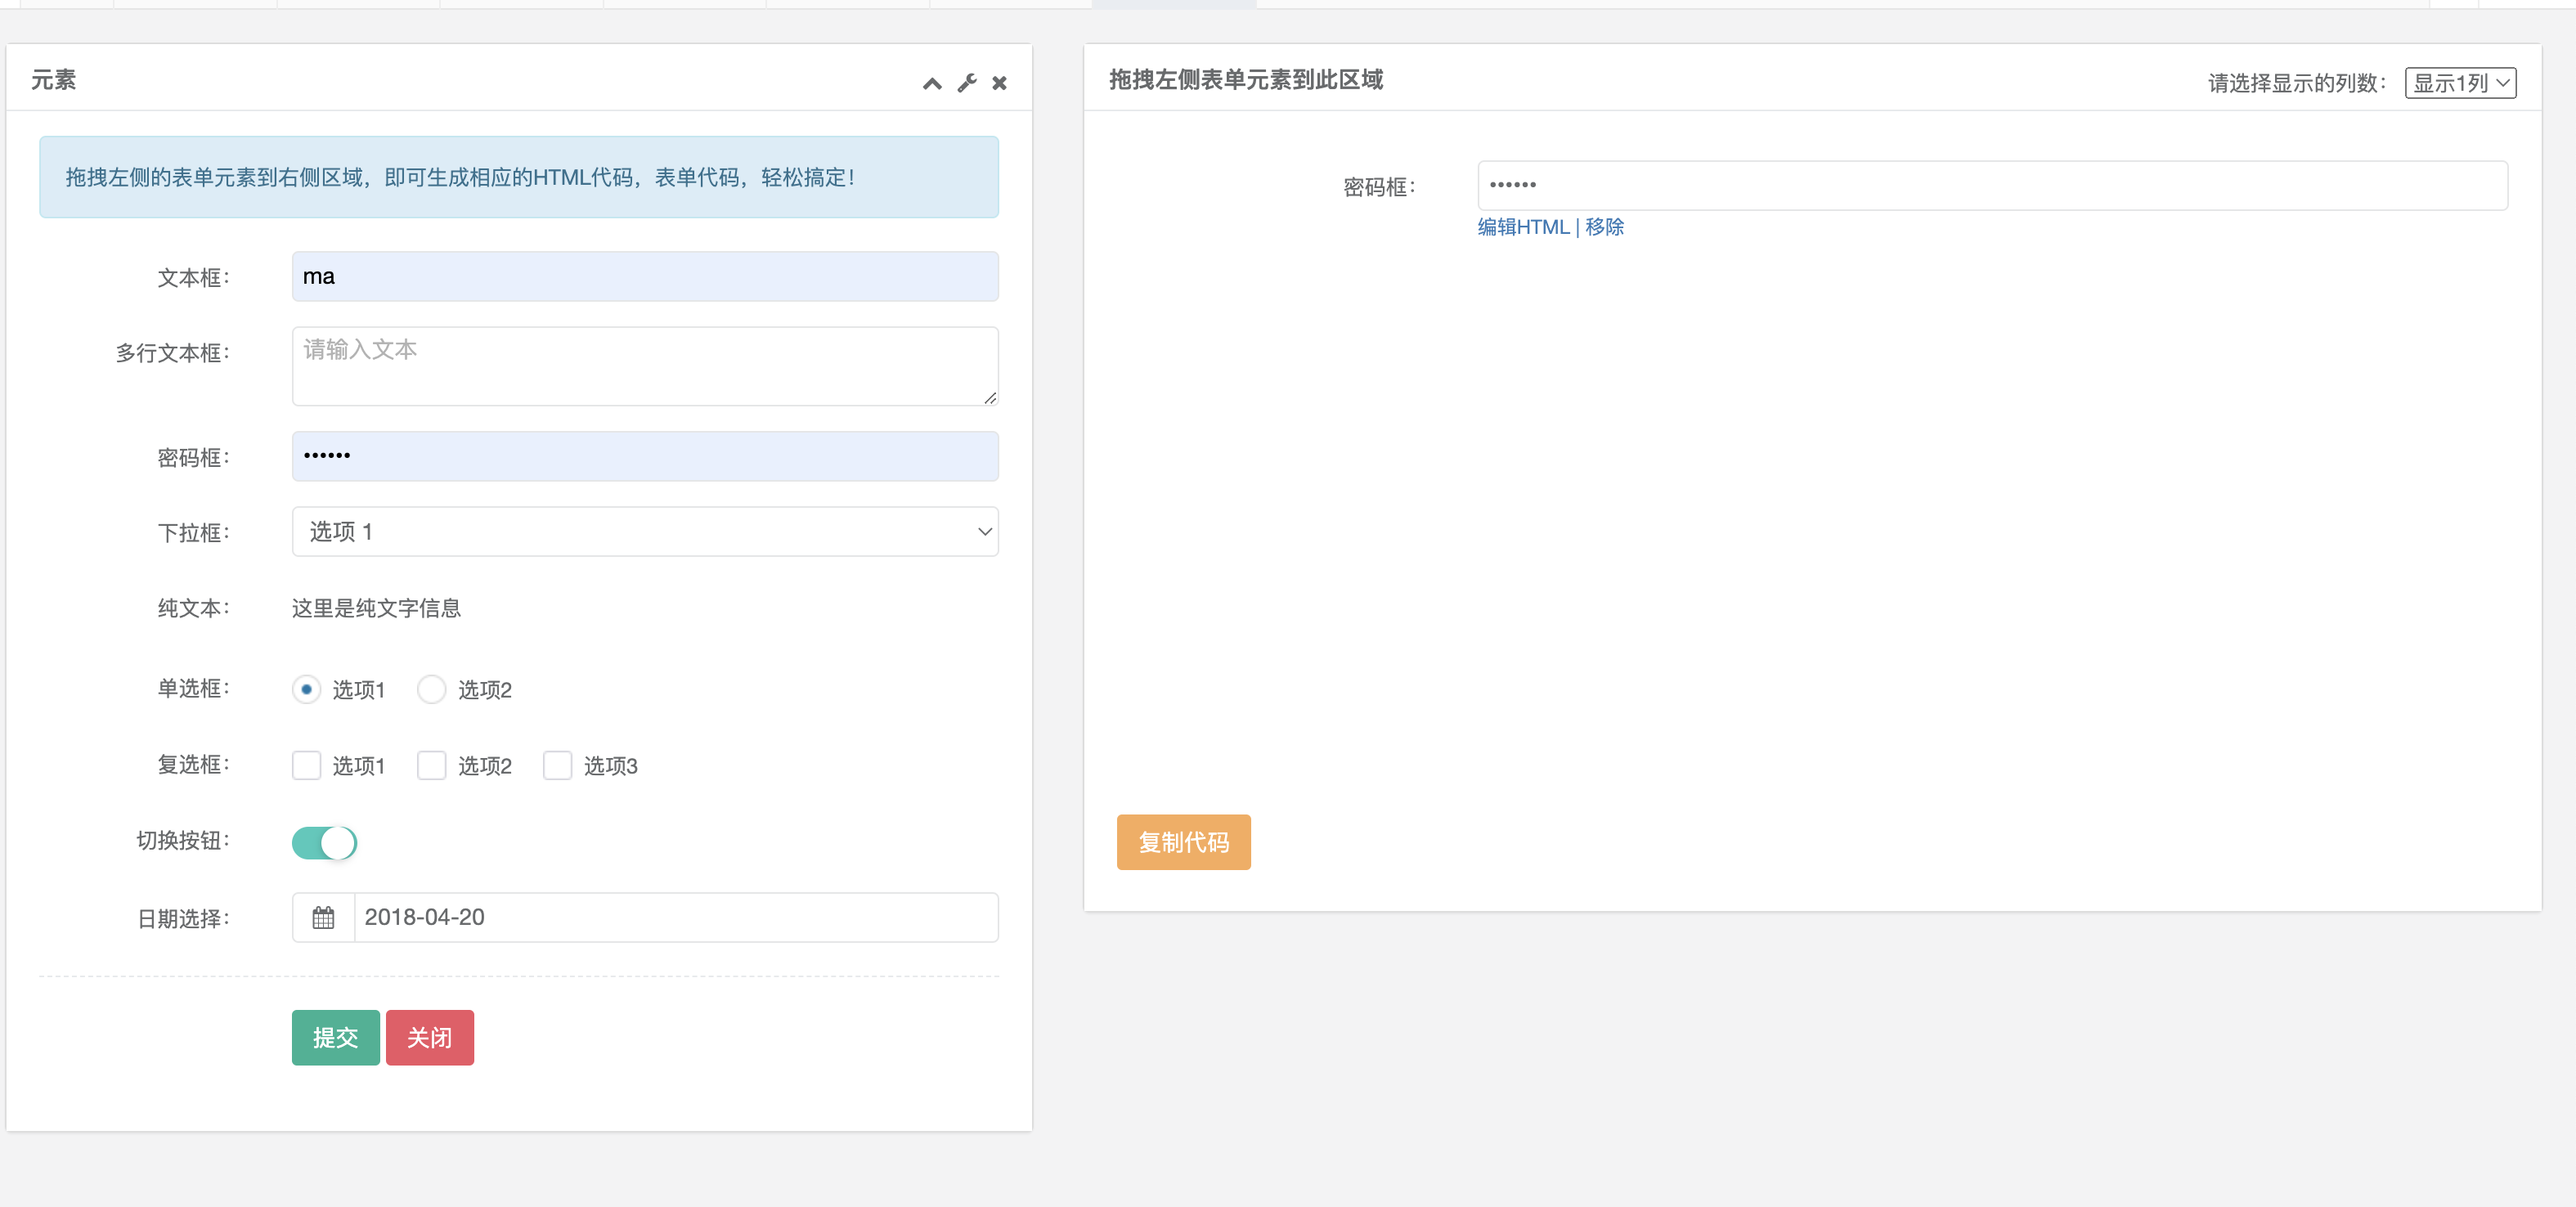 元素
拖拽左侧的表单元素到右侧区域，即可生成相应的HTML代码，表单代码，轻松搞定！
文本框：
ma
多行文本框：
请输入文本
密码框：
••••••
下拉框：
选项 1
纯文本：
这里是纯文字信息
单选框：
选项1 选项2
复选框：
选项1 选项2 选项3
切换按钮：
日期选择：
2018-04-20
提交 关闭
拖拽左侧表单元素到此区域
请选择显示的列数： 显示1列
密码框：
••••••
编辑HTML | 移除
复制代码